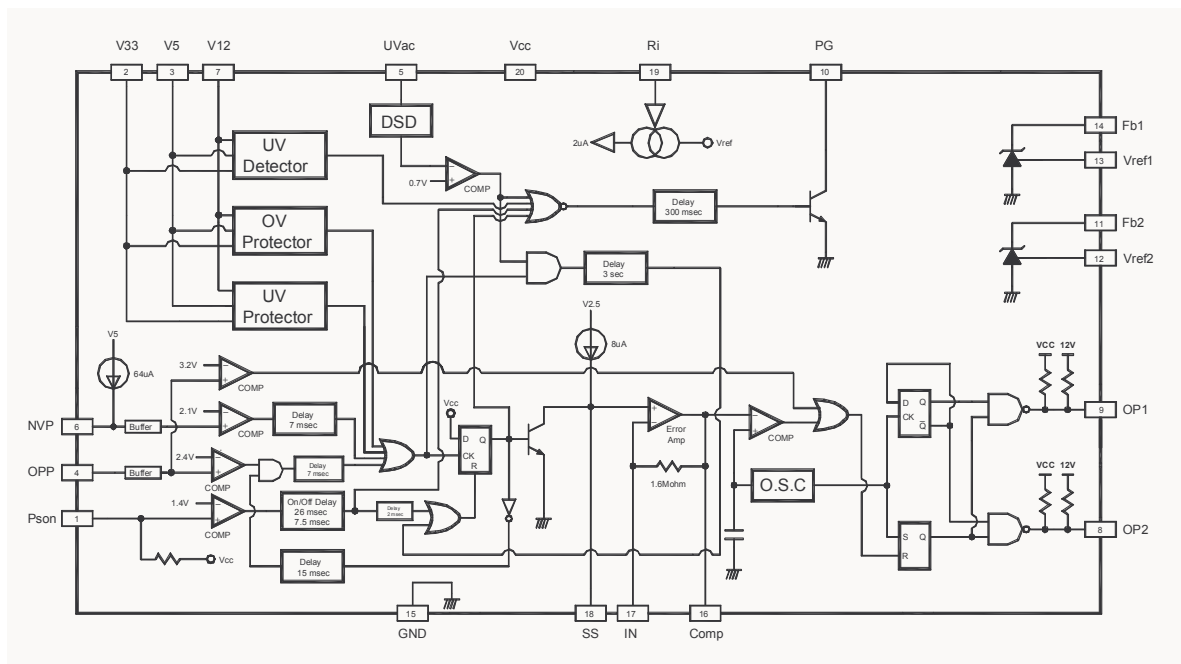 V33 V5 V12 UVac Vcc Ri PG
2 3 7 5 20 19 10
DSD
2uA
Vref
14 Fb1
13 Vref1
UV
Detector
0.7V
-
+
COMP
Delay
300 msec
OV
Protector
Delay
3 sec
11 Fb2
12 Vref2
UV
Protector
V2.5
8uA
V5
64uA
3.2V
-
+
COMP
VCC 12V
NVP 6
Buffer
2.1V
-
+
COMP
Delay
7 msec
Vcc
D Q
CK
R
+
-
Error
Amp
-
+
COMP
D Q
CK
Q
9 OP1
OPP 4
Buffer
2.4V
-
+
COMP
Delay
7 msec
1.6Mohm
O.S.C
VCC 12V
Pson 1
1.4V
-
+
COMP
On/Off Delay
26 msec
7.5 msec
Delay
2 msec
S Q
R
8 OP2
Vcc
Delay
15 msec
15 18 17 16
GND SS IN Comp